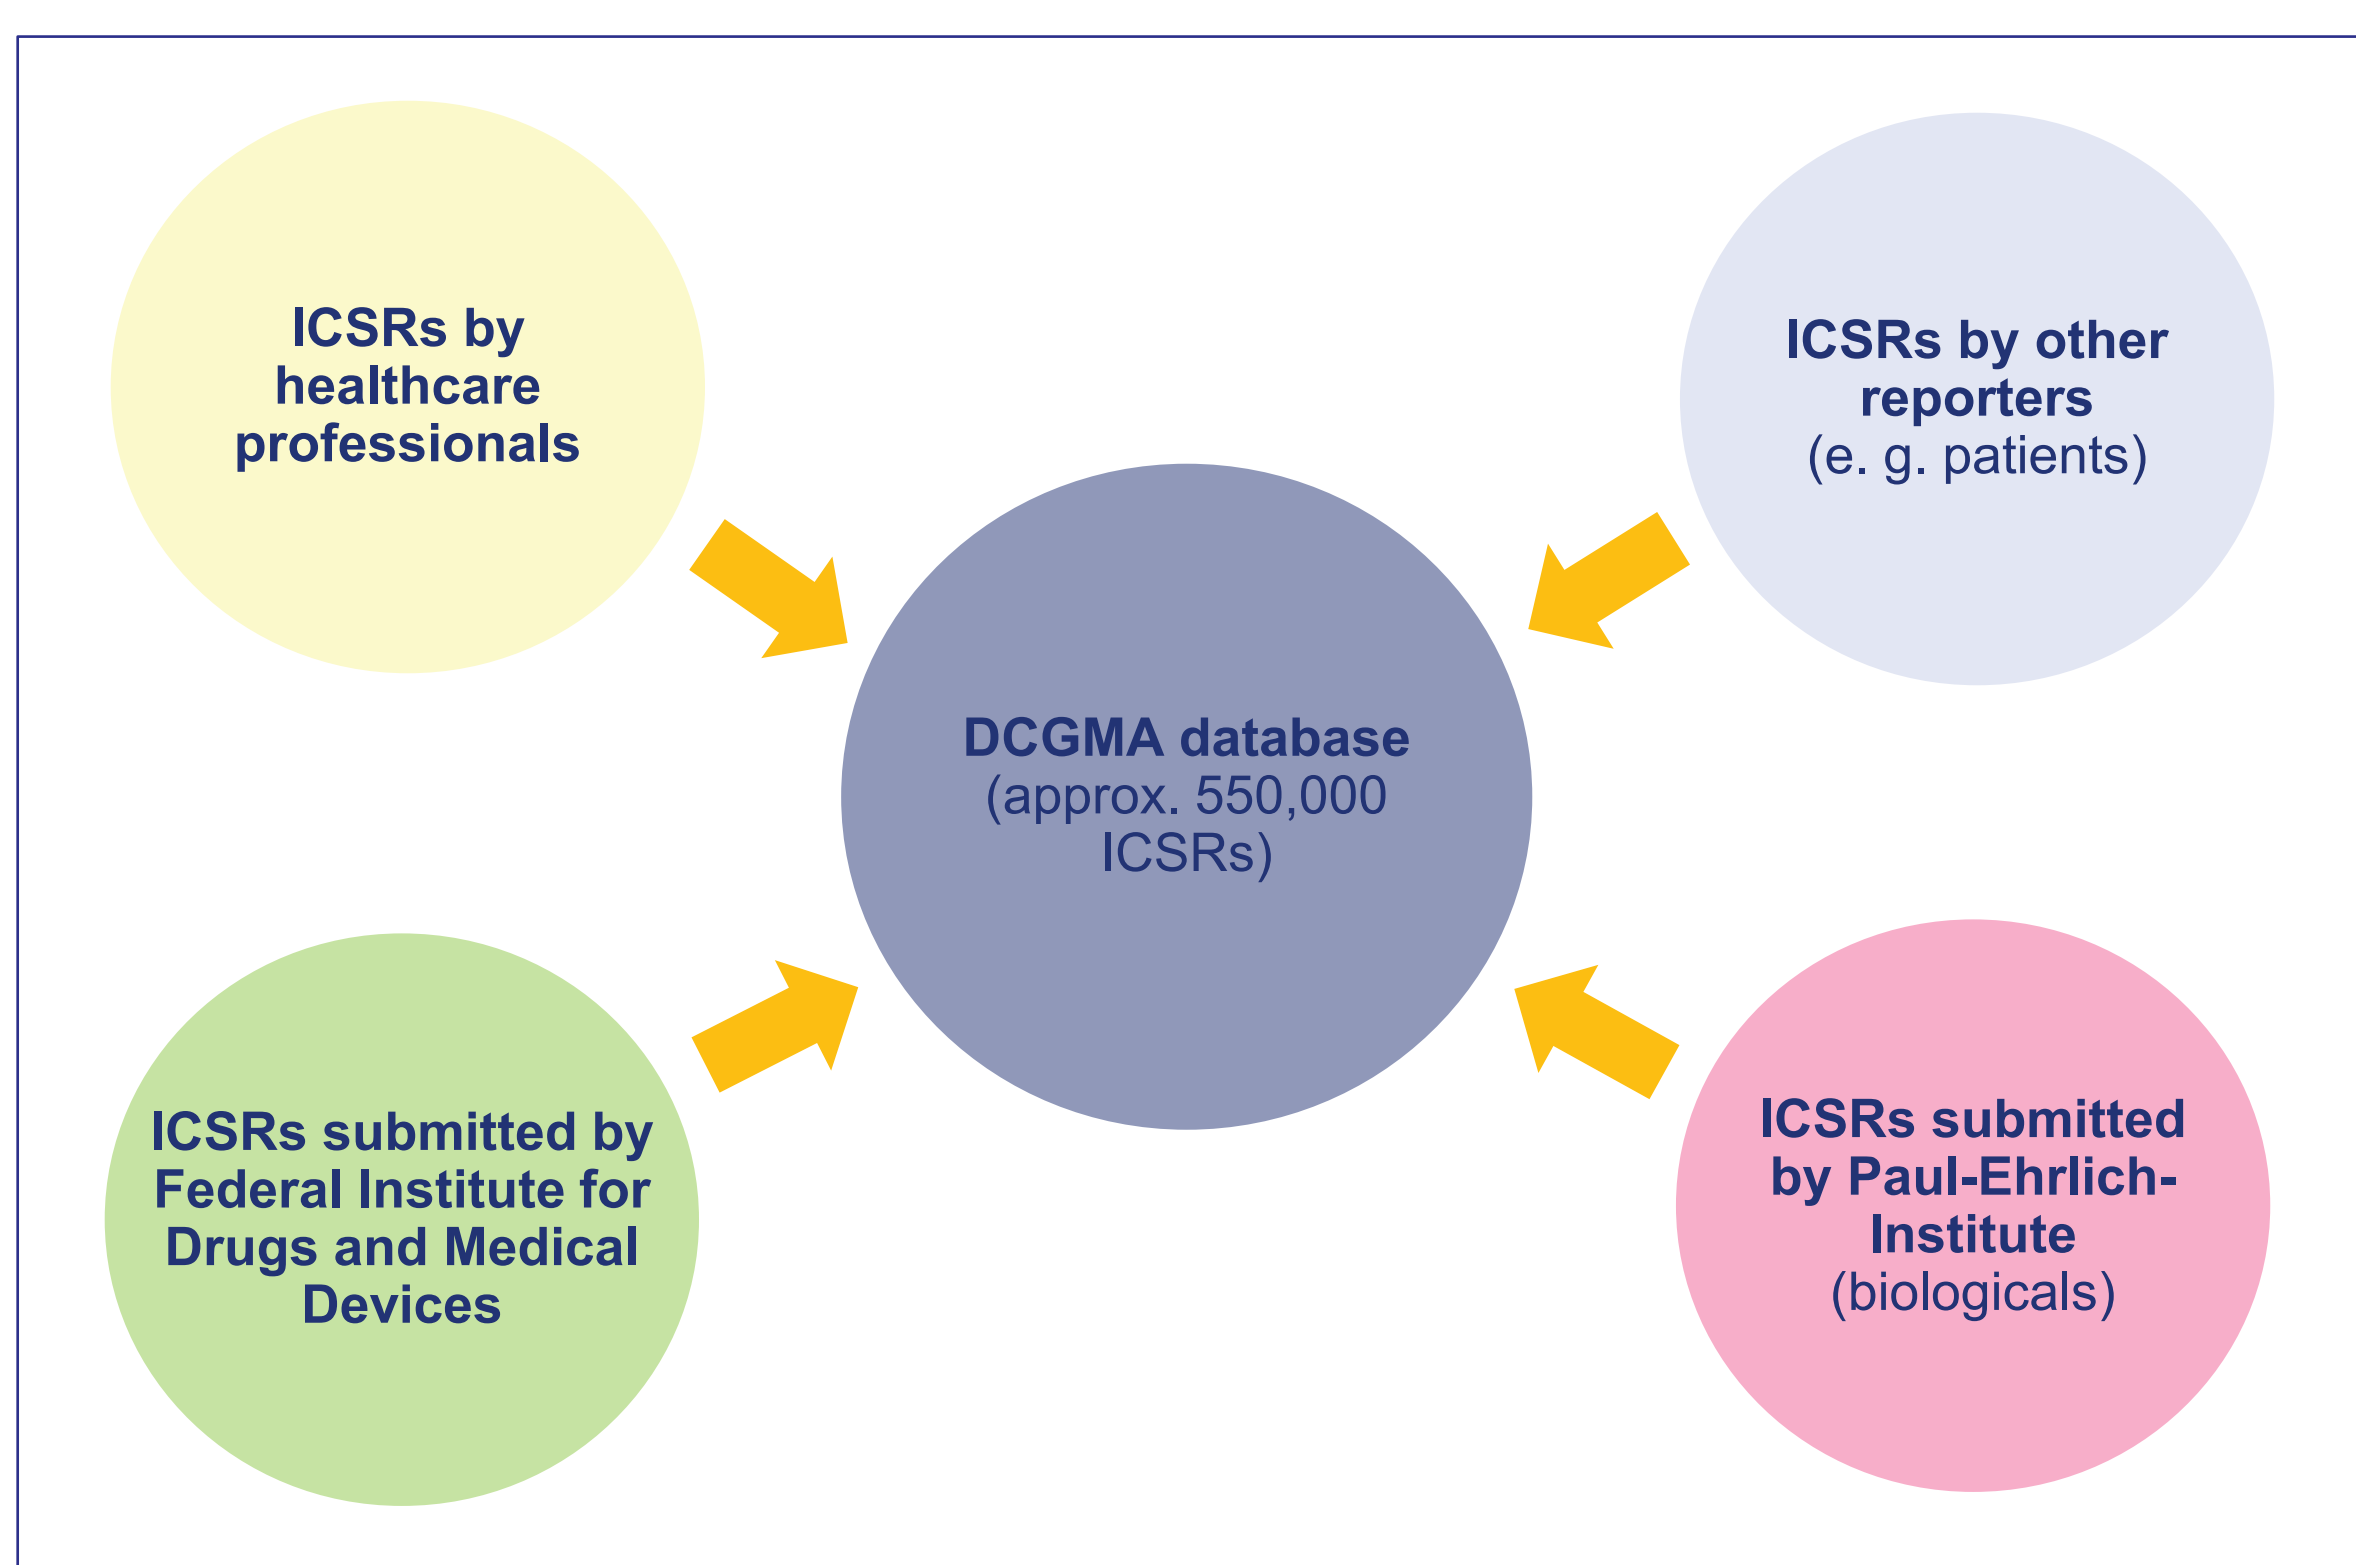 ICSRs by
healthcare
professionals
ICSRs by other
reporters
(e. g. patients)
DCGMA database
(approx. 550,000
ICSRs)
ICSRs submitted by
Federal Institute for
Drugs and Medical
Devices
ICSRs submitted
by Paul-Ehrlich-
Institute
(biologicals)